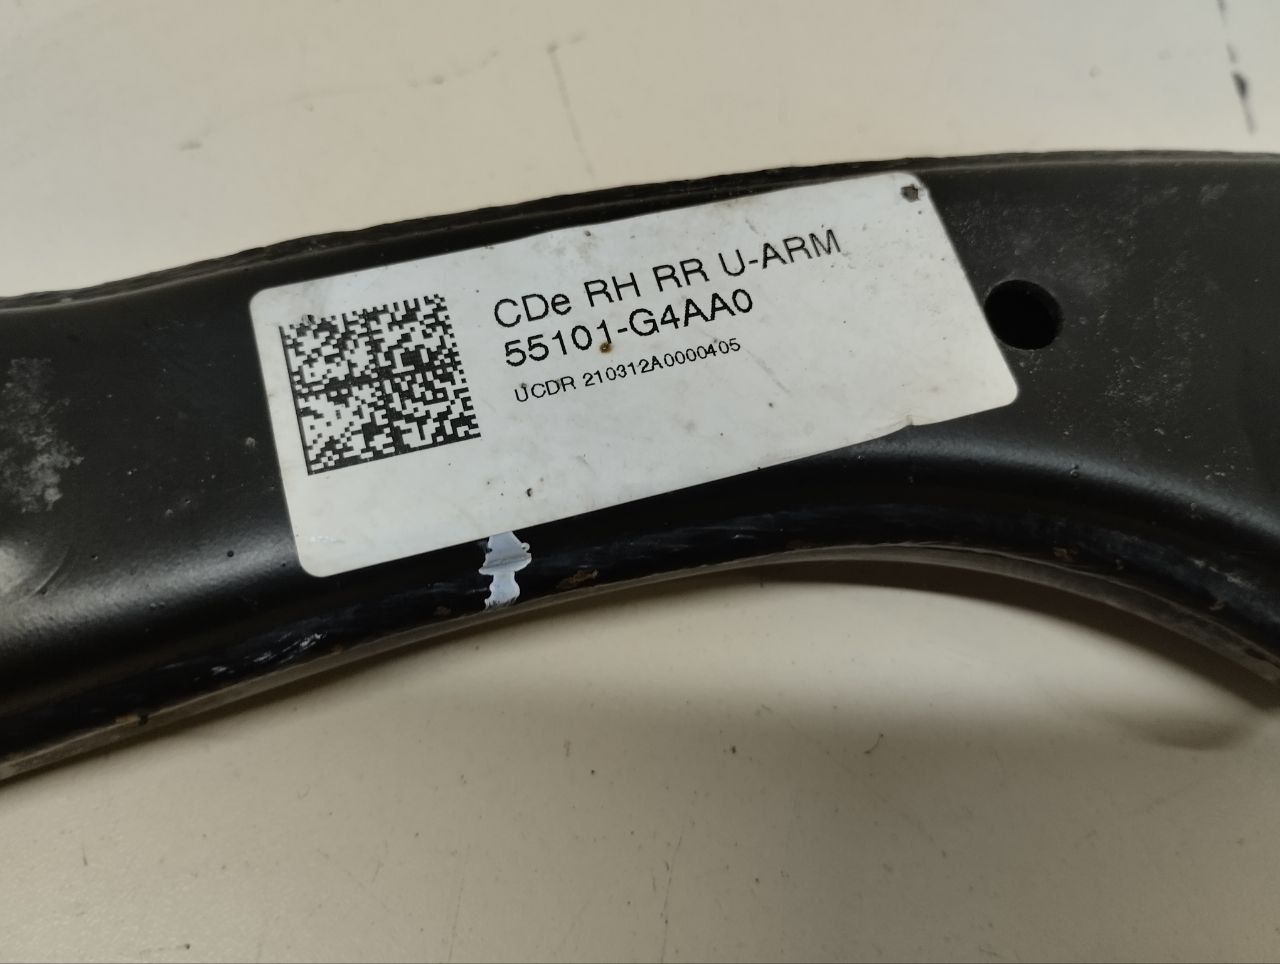 CDe RH RR U-ARM
55101-G4AA0
UCDR 210312A0000405